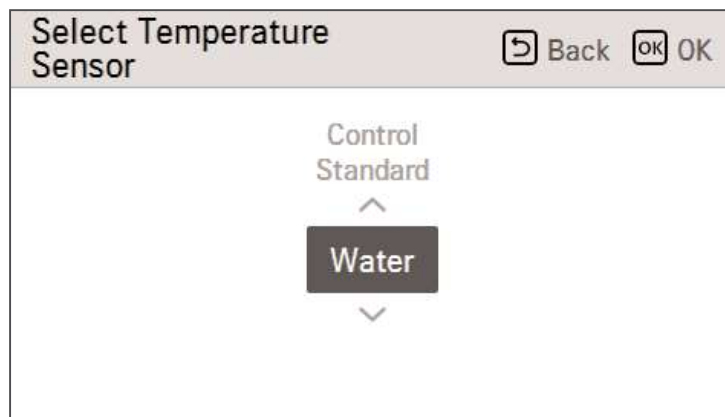 Select Temperature
Sensor
Back OK OK
Control
Standard
Water